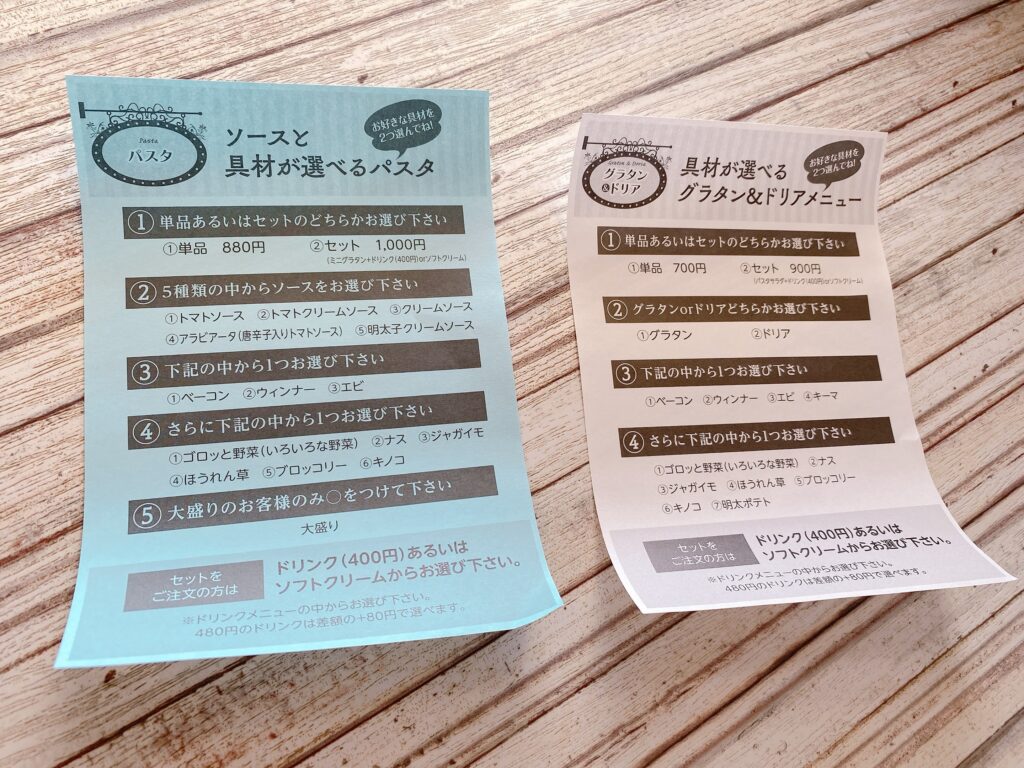 Pasta
パスタ
ソースと
具材が選べるパスタ
お好きな具材を
2つ選んでね!
① 単品あるいはセットのどちらかお選び下さい
①単品 880円 ②セット 1,000円
(ミニグラタン+ドリンク(400円)orソフトクリーム)
② 5種類の中からソースをお選び下さい
①トマトソース ②トマトクリームソース ③クリームソース
④アラビアータ(唐辛子入りトマトソース) ⑤明太子クリームソース
③ 下記の中から1つお選び下さい
①ベーコン ②ウィンナー ③エビ
④ さらに下記の中から1つお選び下さい
①ゴロッと野菜(いろいろな野菜) ②ナス ③ジャガイモ
④ほうれん草 ⑤ブロッコリー ⑥キノコ
⑤ 大盛りのお客様のみ○をつけて下さい
大盛り
セットを
ご注文の方は
ドリンク(400円)あるいは
ソフトクリームからお選び下さい。
※ドリンクメニューの中からお選び下さい。
480円のドリンクは差額の+80円で選べます。
Gratin & Doria
グラタン
&ドリア
具材が選べる
グラタン&ドリアメニュー
お好きな具材を
2つ選んでね!
① 単品あるいはセットのどちらかお選び下さい
①単品 700円 ②セット 900円
(パスタサラダ+ドリンク(400円)orソフトクリーム)
② グラタンorドリアどちらかお選び下さい
①グラタン ②ドリア
③ 下記の中から1つお選び下さい
①ベーコン ②ウィンナー ③エビ ④キーマ
④ さらに下記の中から1つお選び下さい
①ゴロッと野菜(いろいろな野菜) ②ナス
③ジャガイモ ④ほうれん草 ⑤ブロッコリー
⑥キノコ ⑦明太ポテト
セットを
ご注文の方は
ドリンク(400円)あるいは
ソフトクリームからお選び下さい。
※ドリンクメニューの中からお選び下さい。
480円のドリンクは差額の+80円で選べます。